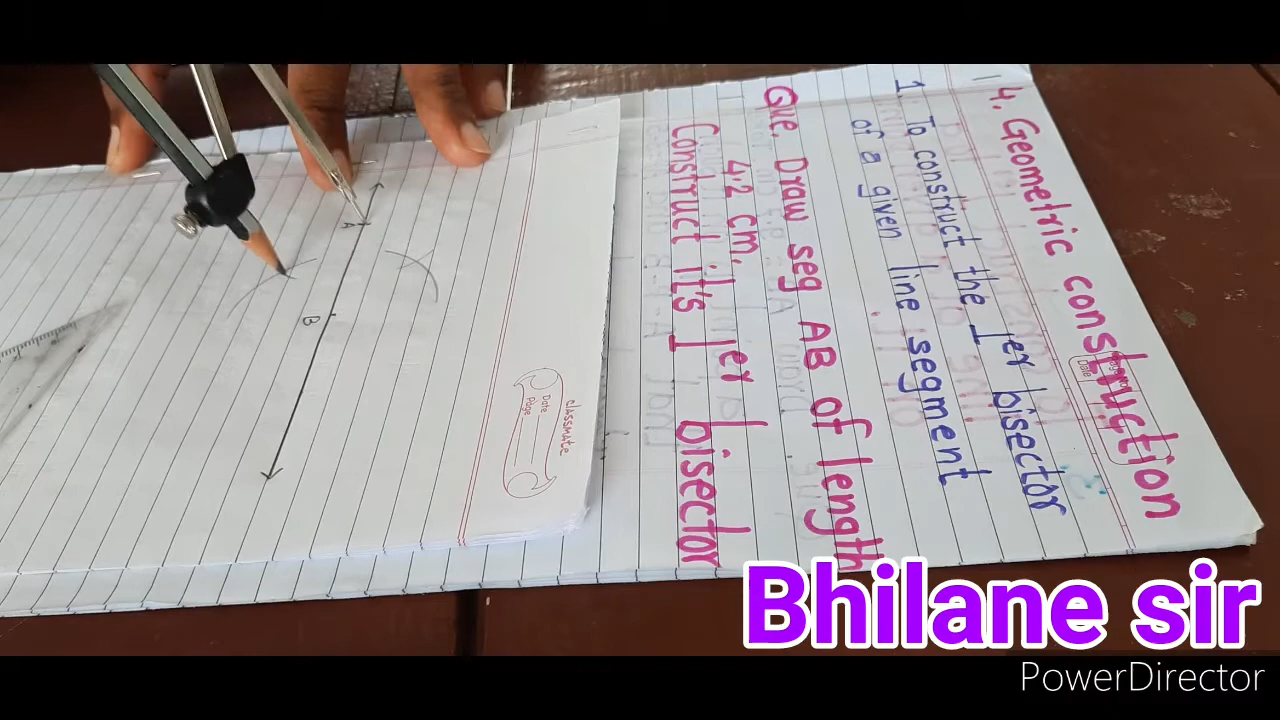 4. Geometric construction
1. To construct the ⊥er bisector
of a given line segment
Que. Draw seg AB of length
4.2 cm.
Construct it's ⊥er bisector
A
B
classmate
Date
Page
Date
Bhilane sir
PowerDirector